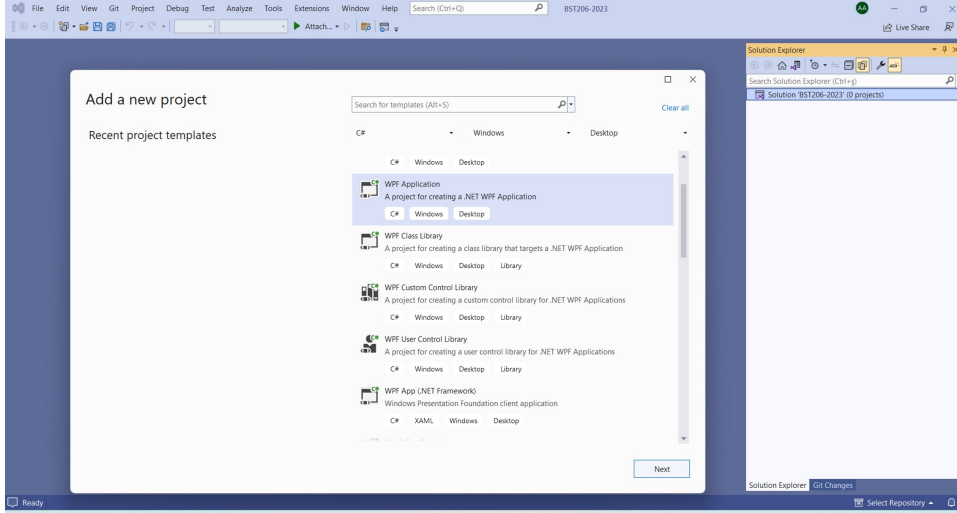 File Edit View Git Project Debug Test Analyze Tools Extensions Window Help Search (Ctrl+Q) BST206-2023 AA
Attach... Live Share
Solution Explorer
Search Solution Explorer (Ctrl+ş)
Solution 'BST206-2023' (0 projects)
Add a new project
Search for templates (Alt+S)
Clear all
Recent project templates
C# Windows Desktop
C# Windows Desktop
WPF Application
A project for creating a .NET WPF Application
C# Windows Desktop
WPF Class Library
A project for creating a class library that targets a .NET WPF Application
C# Windows Desktop Library
WPF Custom Control Library
A project for creating a custom control library for .NET WPF Applications
C# Windows Desktop Library
WPF User Control Library
A project for creating a user control library for .NET WPF Applications
C# Windows Desktop Library
WPF App (.NET Framework)
Windows Presentation Foundation client application
C# XAML Windows Desktop
Next
Solution Explorer Git Changes
Ready Select Repository